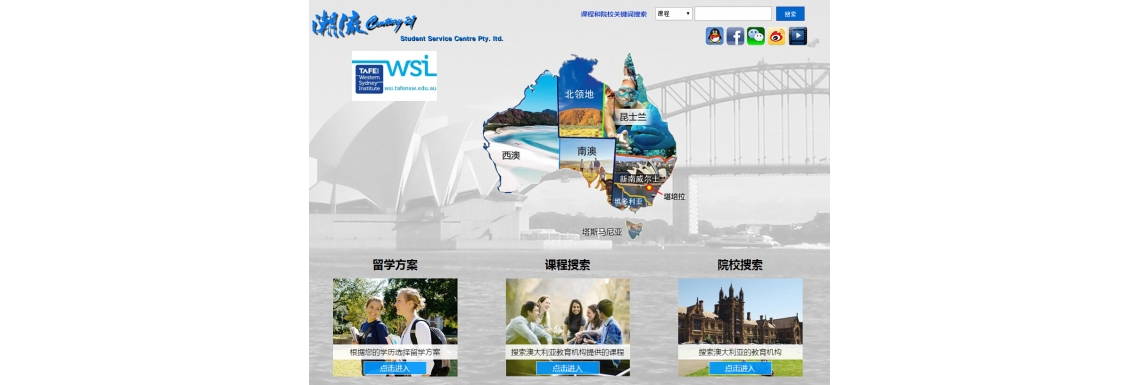 潮流 Century 21
Student Service Centre Pty. ltd.
课程和院校关键词搜索
课程
搜索
TAFE
Western
Sydney
Institute
WSi
wsi.tafensw.edu.au
北领地
昆士兰
西澳
南澳
新南威尔士
堪培拉
维多利亚
塔斯马尼亚
留学方案
课程搜索
院校搜索
根据您的学历选择留学方案
搜索澳大利亚教育机构提供的课程
搜索澳大利亚的教育机构
点击进入
点击进入
点击进入